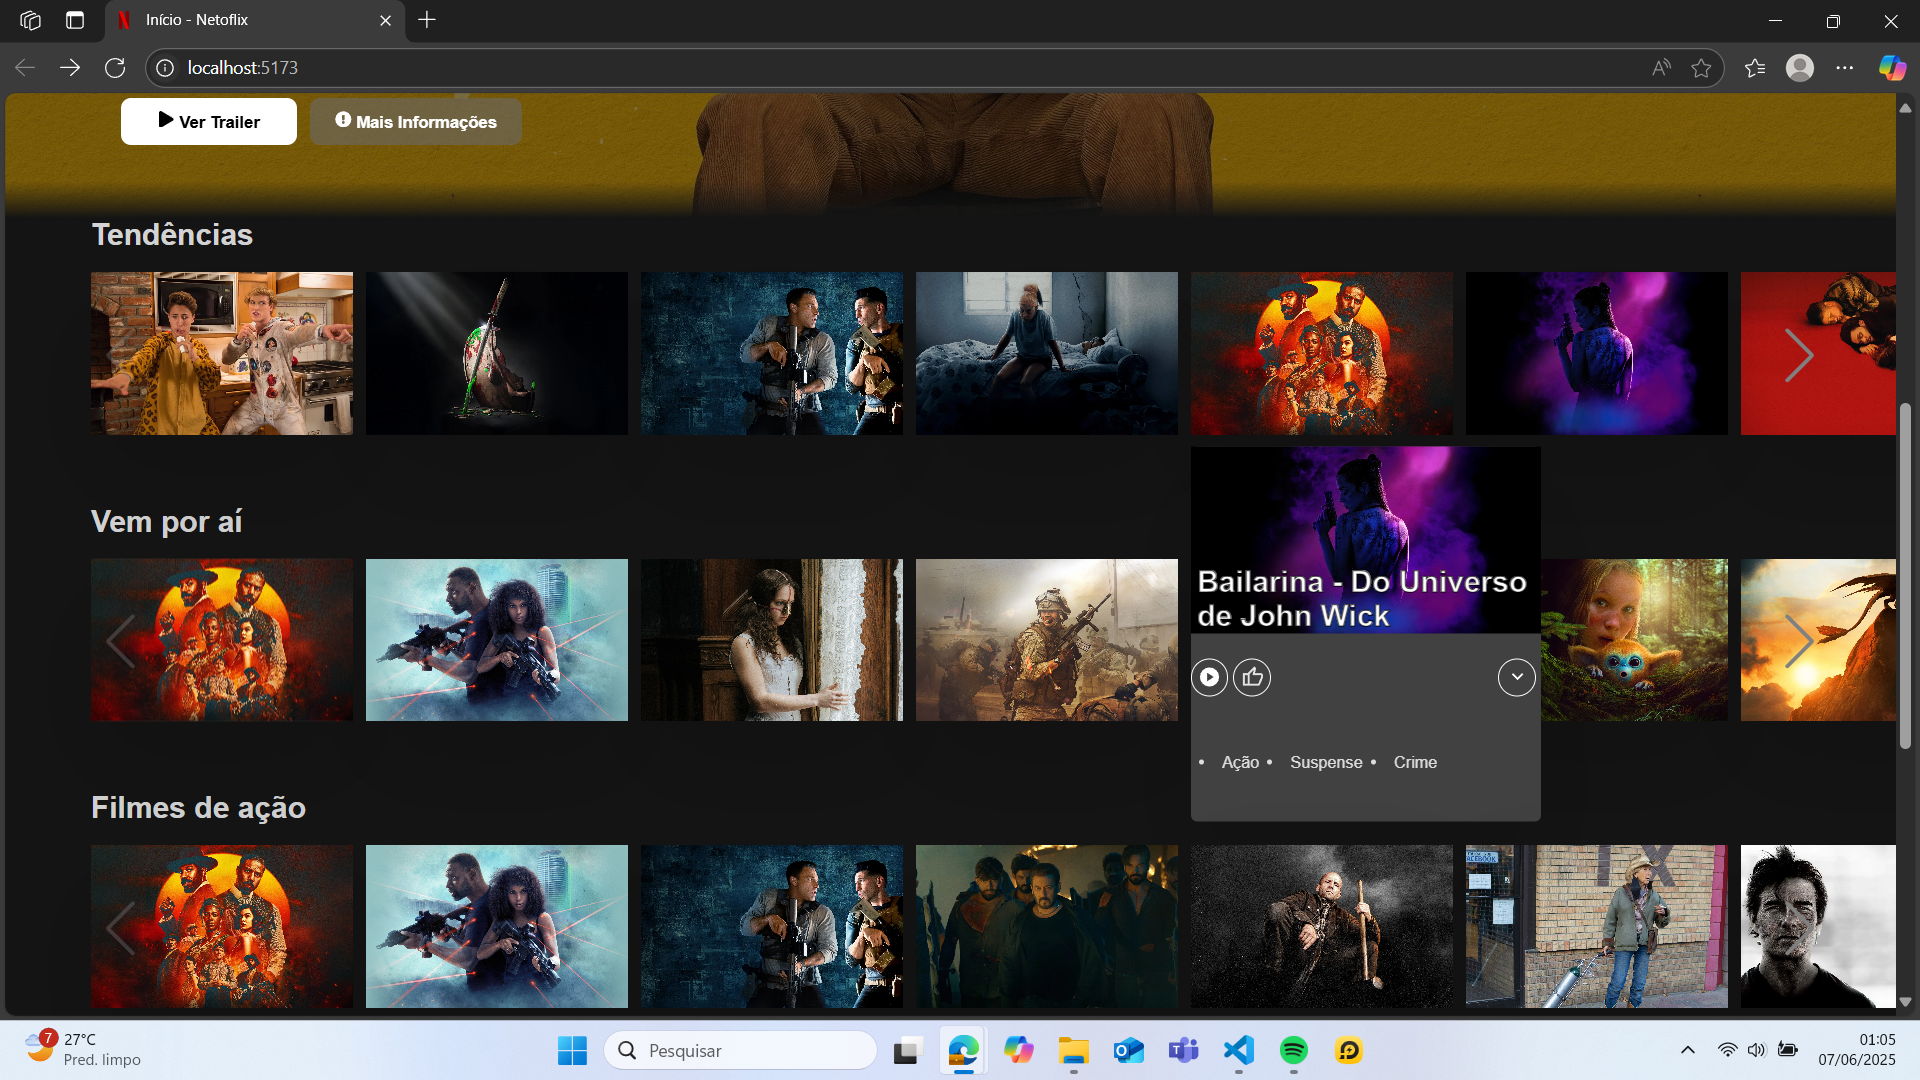 Início - Netoflix
localhost:5173
Ver Trailer
Mais Informações
Tendências
Vem por aí
Bailarina - Do Universo
de John Wick
• Ação • Suspense • Crime
Filmes de ação
7
27°C
Pred. limpo
Pesquisar
01:05
07/06/2025